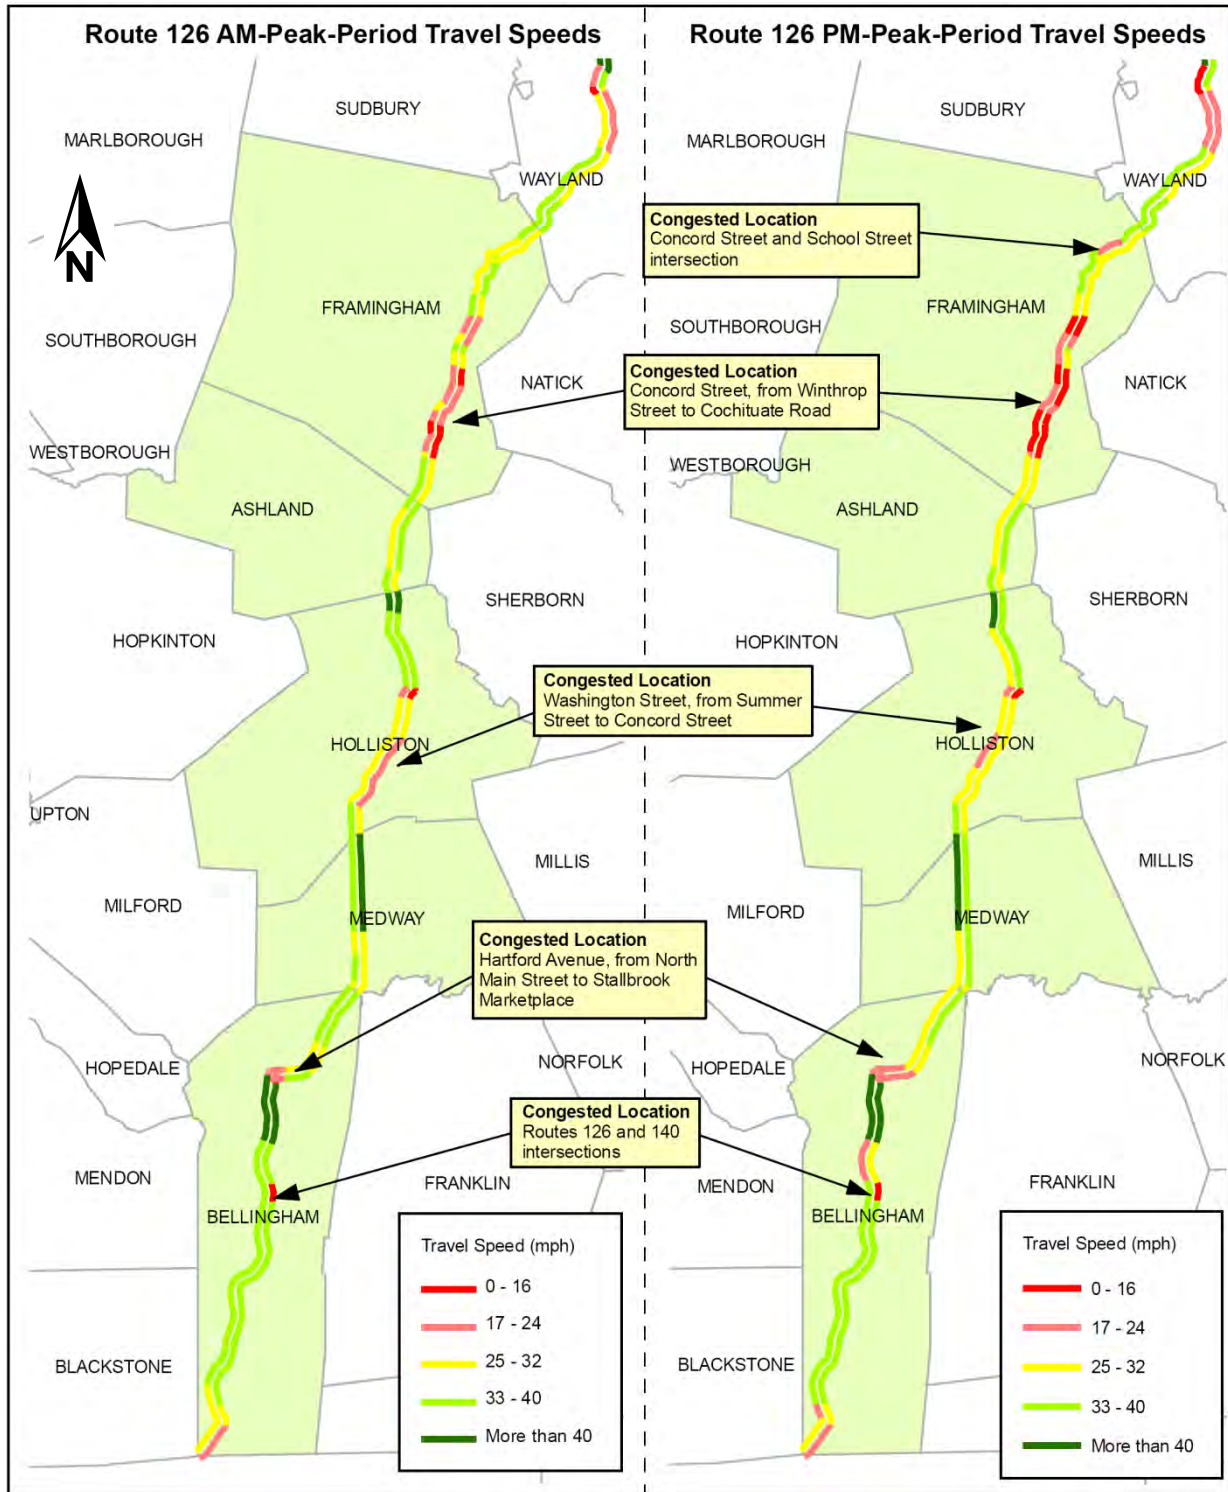 Route 126 AM-Peak-Period Travel Speeds
SUDBURY
MARLBOROUGH
WAYLAND
N
FRAMINGHAM
SOUTHBOROUGH
NATICK
WESTBOROUGH
ASHLAND
SHERBORN
HOPKINTON
HOLLISTON
UPTON
MILLIS
MILFORD
MEDWAY
HOPEDALE
NORFOLK
MENDON
FRANKLIN
BELLINGHAM
BLACKSTONE
Travel Speed (mph)
0 - 16
17 - 24
25 - 32
33 - 40
More than 40
Congested Location
Concord Street and School Street
intersection
Congested Location
Concord Street, from Winthrop
Street to Cochituate Road
Congested Location
Washington Street, from Summer
Street to Concord Street
Congested Location
Hartford Avenue, from North
Main Street to Stallbrook
Marketplace
Congested Location
Routes 126 and 140
intersections
Route 126 PM-Peak-Period Travel Speeds
SUDBURY
MARLBOROUGH
WAYLAND
FRAMINGHAM
SOUTHBOROUGH
NATICK
WESTBOROUGH
ASHLAND
SHERBORN
HOPKINTON
HOLLISTON
MILLIS
MILFORD
MEDWAY
HOPEDALE
NORFOLK
MENDON
FRANKLIN
BELLINGHAM
BLACKSTONE
Travel Speed (mph)
0 - 16
17 - 24
25 - 32
33 - 40
More than 40